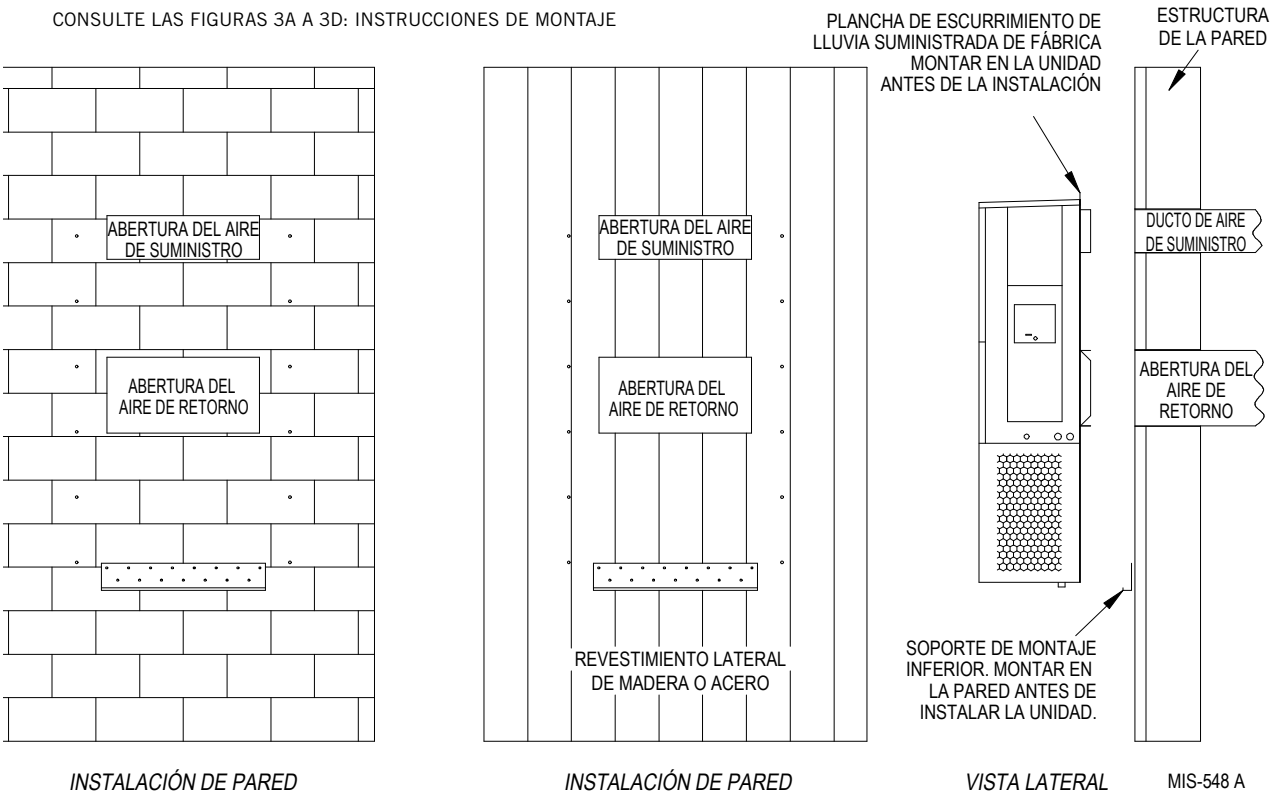 CONSULTE LAS FIGURAS 3A A 3D: INSTRUCCIONES DE MONTAJE
PLANCHA DE ESCURRIMIENTO DE
LLUVIA SUMINISTRADA DE FÁBRICA
MONTAR EN LA UNIDAD
ANTES DE LA INSTALACIÓN
ESTRUCTURA
DE LA PARED
ABERTURA DEL AIRE
DE SUMINISTRO
ABERTURA DEL
AIRE DE RETORNO
INSTALACIÓN DE PARED
ABERTURA DEL AIRE
DE SUMINISTRO
ABERTURA DEL
AIRE DE RETORNO
REVESTIMIENTO LATERAL
DE MADERA O ACERO
INSTALACIÓN DE PARED
DUCTO DE AIRE
DE SUMINISTRO
ABERTURA DEL
AIRE DE
RETORNO
SOPORTE DE MONTAJE
INFERIOR. MONTAR EN
LA PARED ANTES DE
INSTALAR LA UNIDAD.
VISTA LATERAL
MIS-548 A